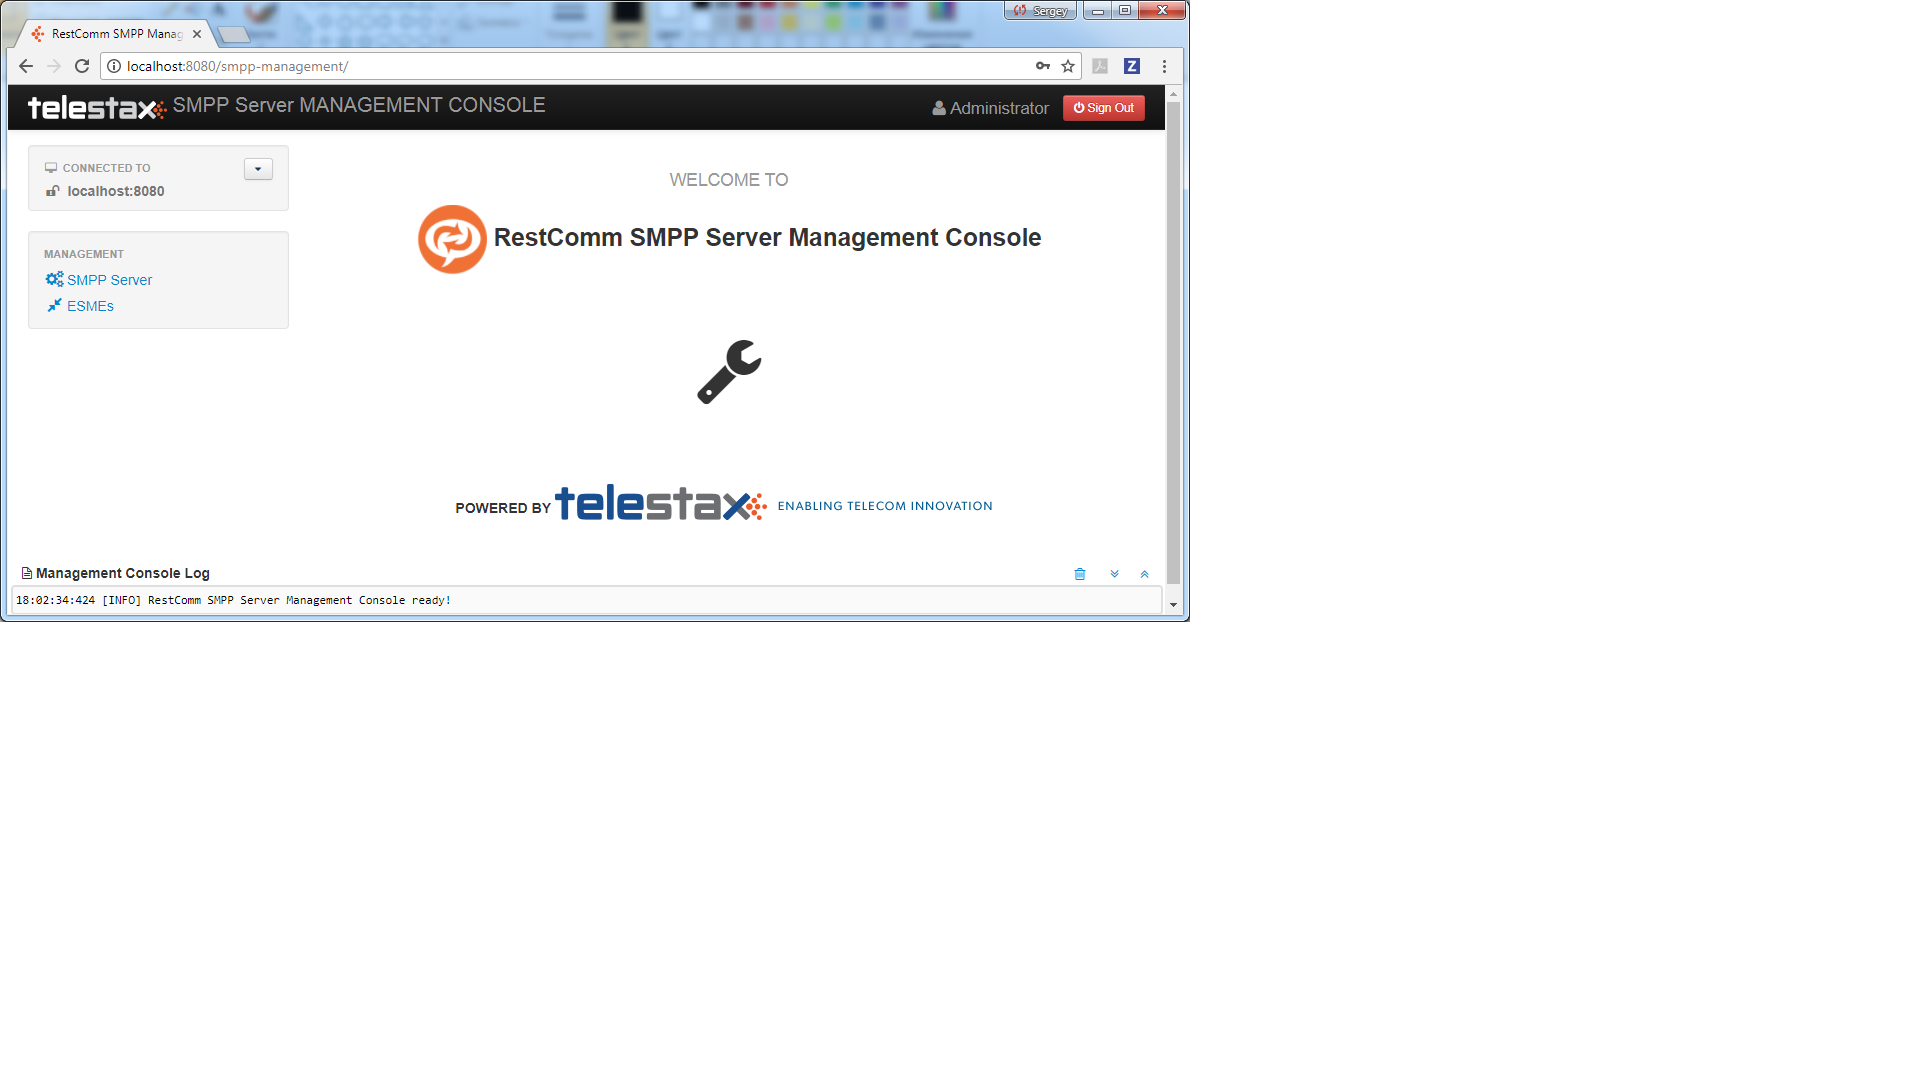 Sergey
RestComm SMPP Manag
localhost:8080/smpp-management/
Z
telestax SMPP Server MANAGEMENT CONSOLE
Administrator
Sign Out
CONNECTED TO
localhost:8080
MANAGEMENT
SMPP Server
ESMEs
WELCOME TO
RestComm SMPP Server Management Console
POWERED BY telestax ENABLING TELECOM INNOVATION
Management Console Log
18:02:34:424 [INFO] RestComm SMPP Server Management Console ready!